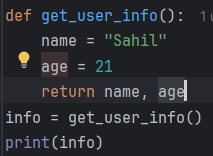 def get_user_info():
    name = "Sahil"
    age = 21
    return name, age
info = get_user_info()
print(info)